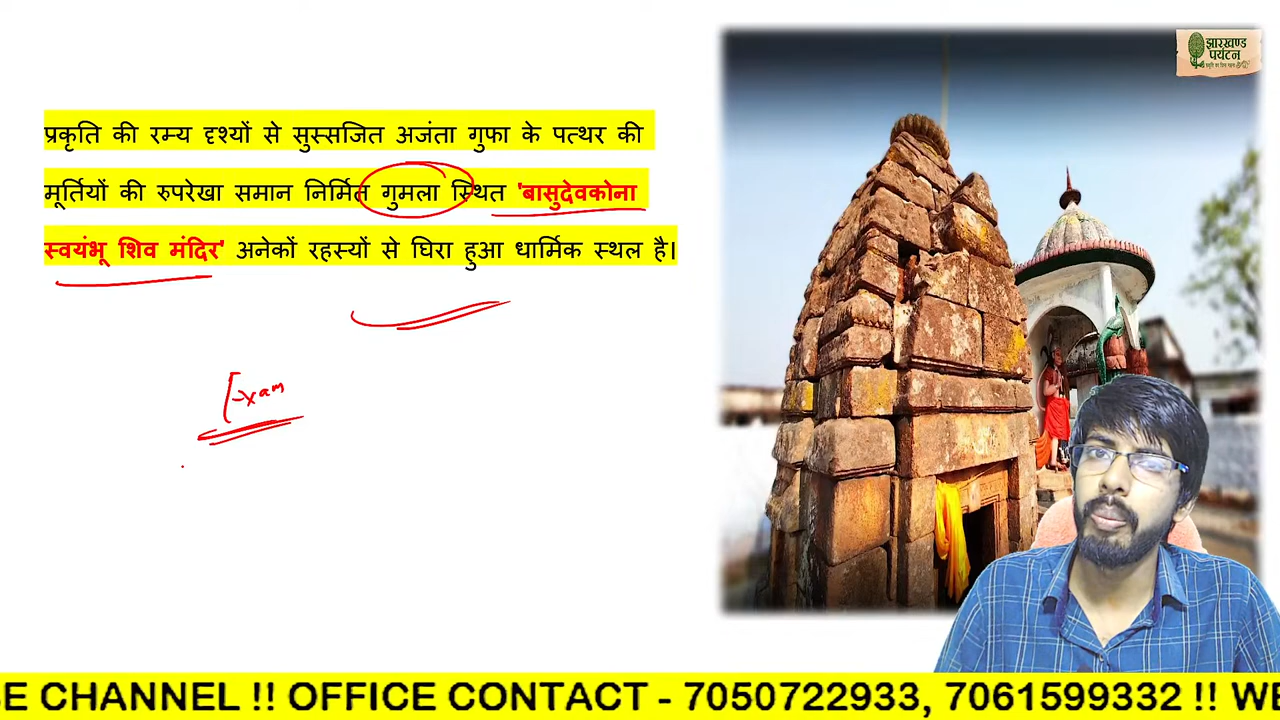 झारखण्ड
पर्यटन
प्रकृति की रम्य दृश्यों से सुस्सजित अजंता गुफा के पत्थर की
मूर्तियों की रुपरेखा समान निर्मित गुमला स्थित 'बासुदेवकोना
स्वयंभू शिव मंदिर' अनेकों रहस्यों से घिरा हुआ धार्मिक स्थल है।
Exam
SE CHANNEL !! OFFICE CONTACT - 7050722933, 7061599332 !! WE